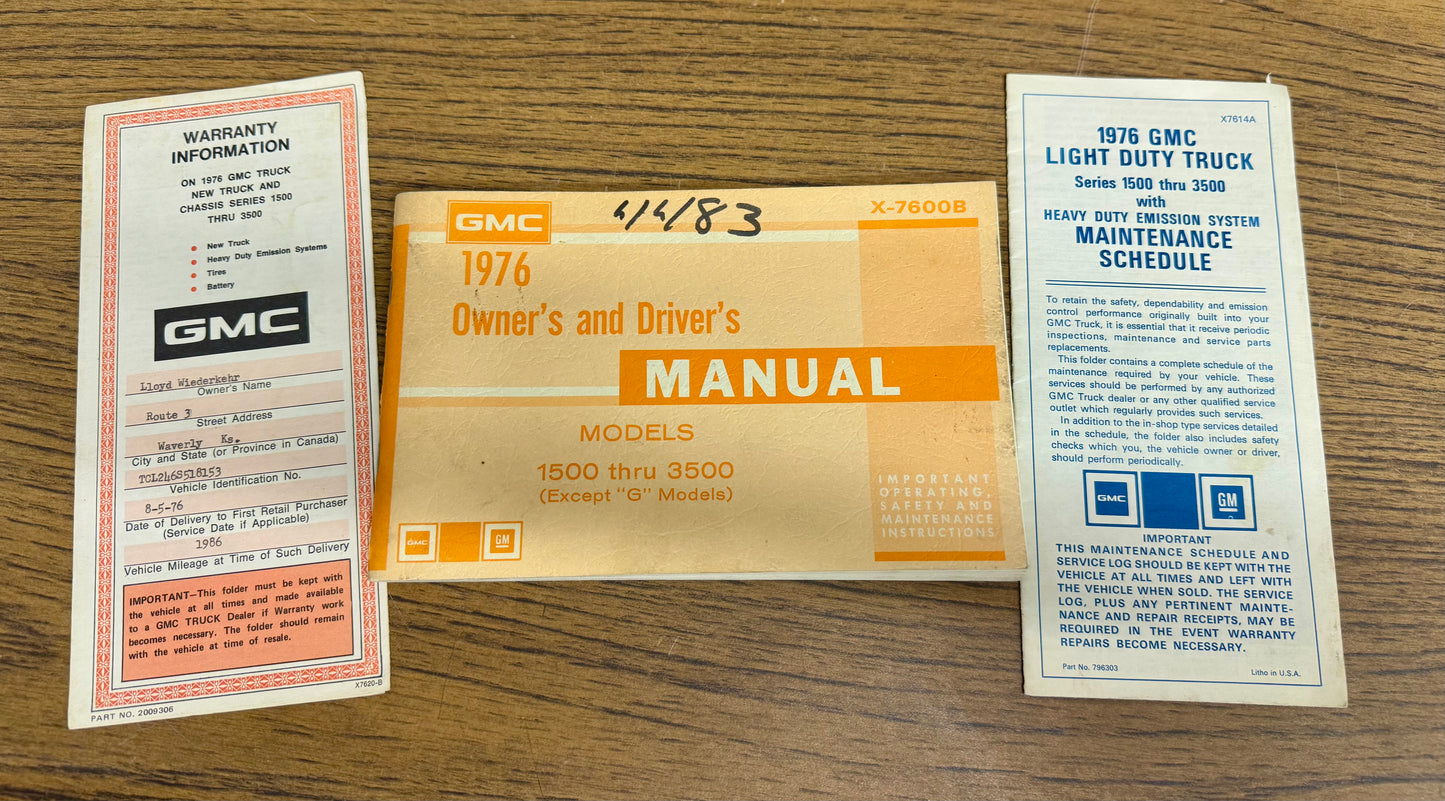 WARRANTY
INFORMATION
ON 1976 GMC TRUCK
NEW TRUCK AND
CHASSIS SERIES 1500
THRU 3500
New Truck
Heavy Duty Emission Systems
Tires
Battery
GMC
Lloyd Wiederkehr
Owner's Name
Route 3
Street Address
Waverly Ks.
City and State (or Province in Canada)
TCL246S518153
Vehicle Identification No.
8-5-76
Date of Delivery to First Retail Purchaser
(Service Date if Applicable)
1986
Vehicle Mileage at Time of Such Delivery
IMPORTANT—This folder must be kept with
the vehicle at all times and made available
to a GMC TRUCK Dealer if Warranty work
becomes necessary. The folder should remain
with the vehicle at time of resale.
X7620-B
PART NO. 2009306
GMC
X-7600B
1976
Owner's and Driver's
MANUAL
MODELS
1500 thru 3500
(Except "G" Models)
IMPORTANT
OPERATING,
SAFETY AND
MAINTENANCE
INSTRUCTIONS
GMC
GM
X7614A
1976 GMC
LIGHT DUTY TRUCK
Series 1500 thru 3500
with
HEAVY DUTY EMISSION SYSTEM
MAINTENANCE
SCHEDULE
To retain the safety, dependability and emission
control performance originally built into your
GMC Truck, it is essential that it receive periodic
inspections, maintenance and service parts
replacements.
This folder contains a complete schedule of the
maintenance required by your vehicle. These
services should be performed by any authorized
GMC Truck dealer or any other qualified service
outlet which regularly provides such services.
In addition to the in-shop type services detailed
in the schedule, the folder also includes safety
checks which you, the vehicle owner or driver,
should perform periodically.
GMC
GM
IMPORTANT
THIS MAINTENANCE SCHEDULE AND
SERVICE LOG SHOULD BE KEPT WITH THE
VEHICLE AT ALL TIMES AND LEFT WITH
THE VEHICLE WHEN SOLD. THE SERVICE
LOG, PLUS ANY PERTINENT MAINTE-
NANCE AND REPAIR RECEIPTS, MAY BE
REQUIRED IN THE EVENT WARRANTY
REPAIRS BECOME NECESSARY.
Part No. 796303
Litho in U.S.A.